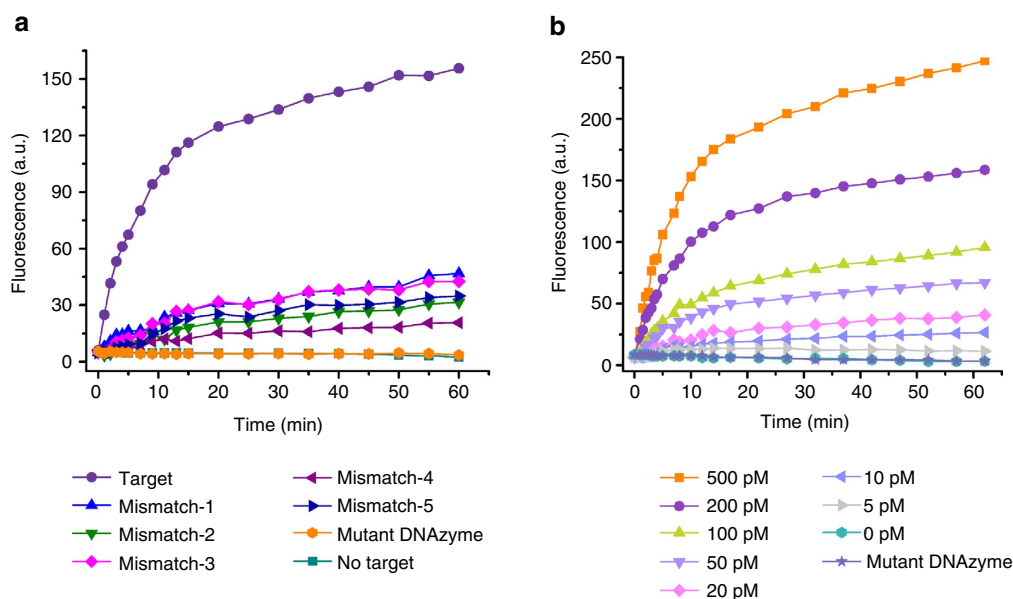 a
Fluorescence (a.u.)
150
120
90
60
30
0
0 10 20 30 40 50 60
Time (min)
Target
Mismatch-1
Mismatch-2
Mismatch-3
Mismatch-4
Mismatch-5
Mutant DNAzyme
No target
b
Fluorescence (a.u.)
250
200
150
100
50
0
0 10 20 30 40 50 60
Time (min)
500 pM
200 pM
100 pM
50 pM
20 pM
10 pM
5 pM
0 pM
Mutant DNAzyme